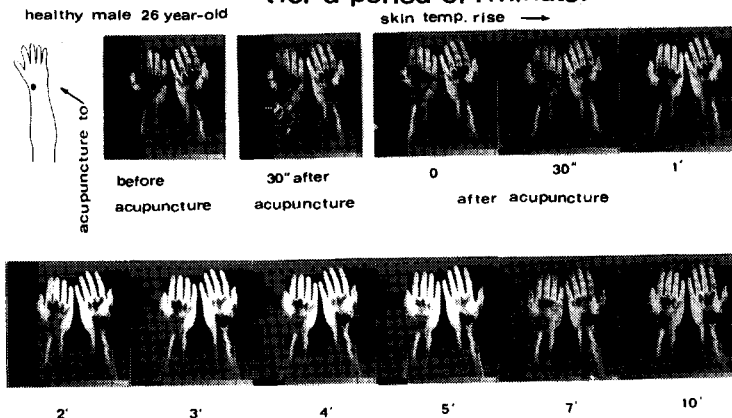 healthy male 26 year-old
skin temp. rise →
acupuncture to
before
acupuncture
30" after
acupuncture
0
30"
1'
after acupuncture
2'
3'
4'
5'
7'
10'